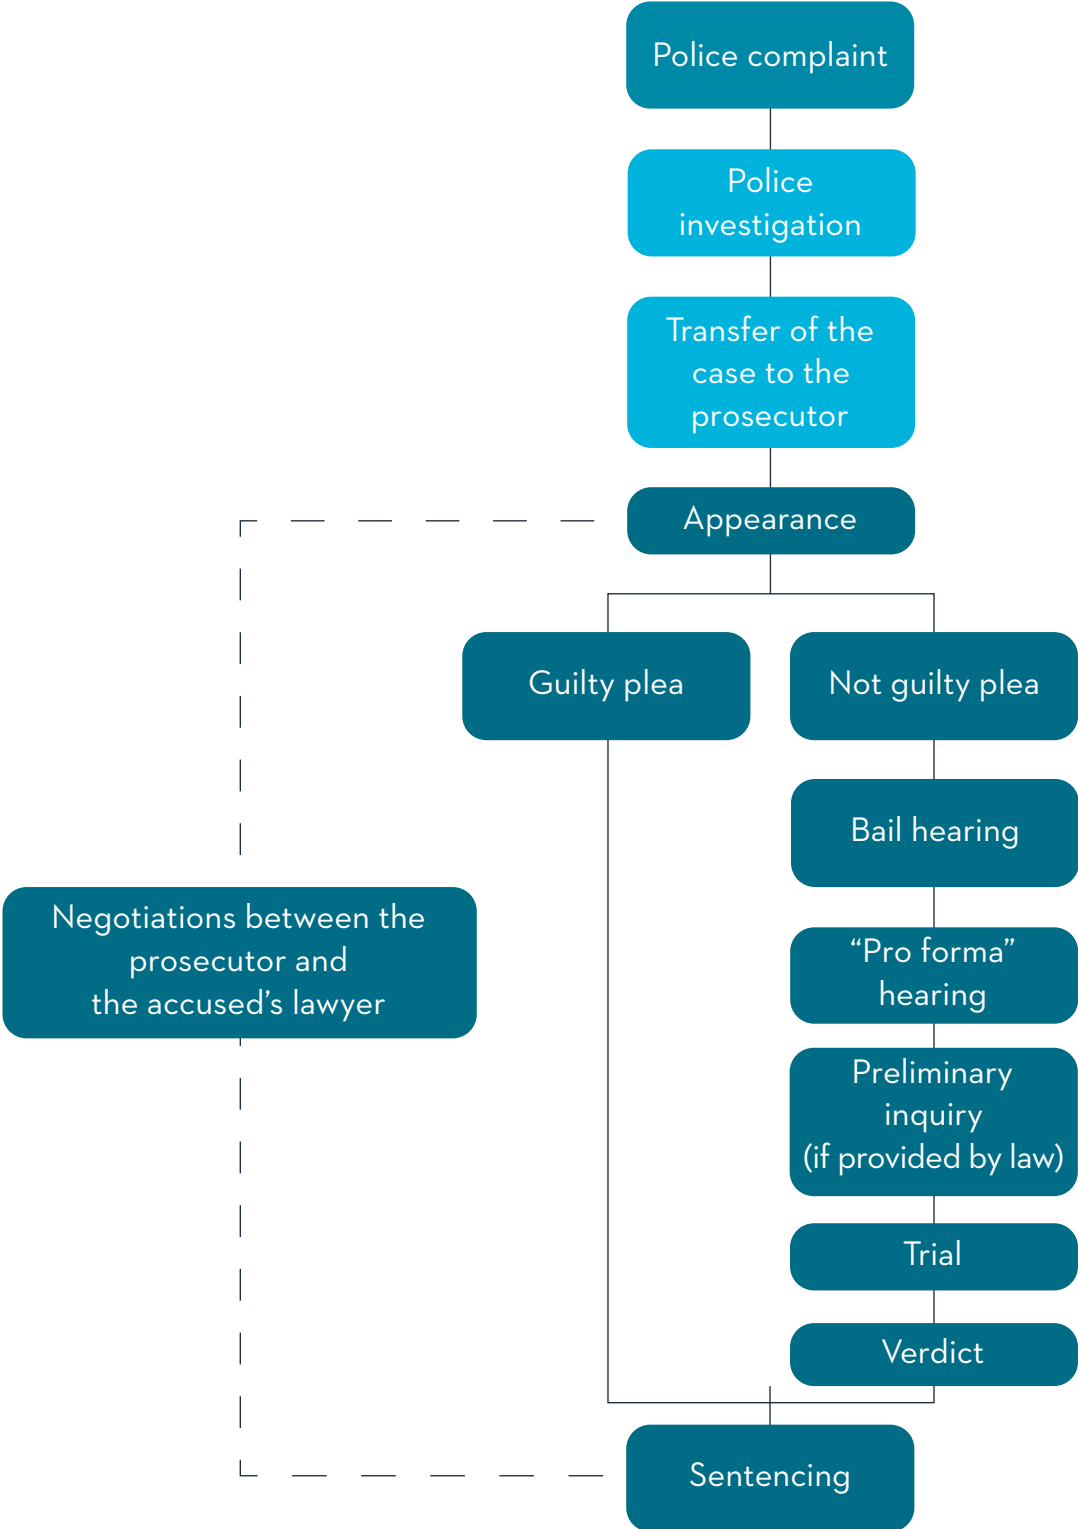 Police complaint
Police
investigation
Transfer of the
case to the
prosecutor
Appearance
Guilty plea
Not guilty plea
Bail hearing
Negotiations between the
prosecutor and
the accused’s lawyer
“Pro forma”
hearing
Preliminary
inquiry
(if provided by law)
Trial
Verdict
Sentencing